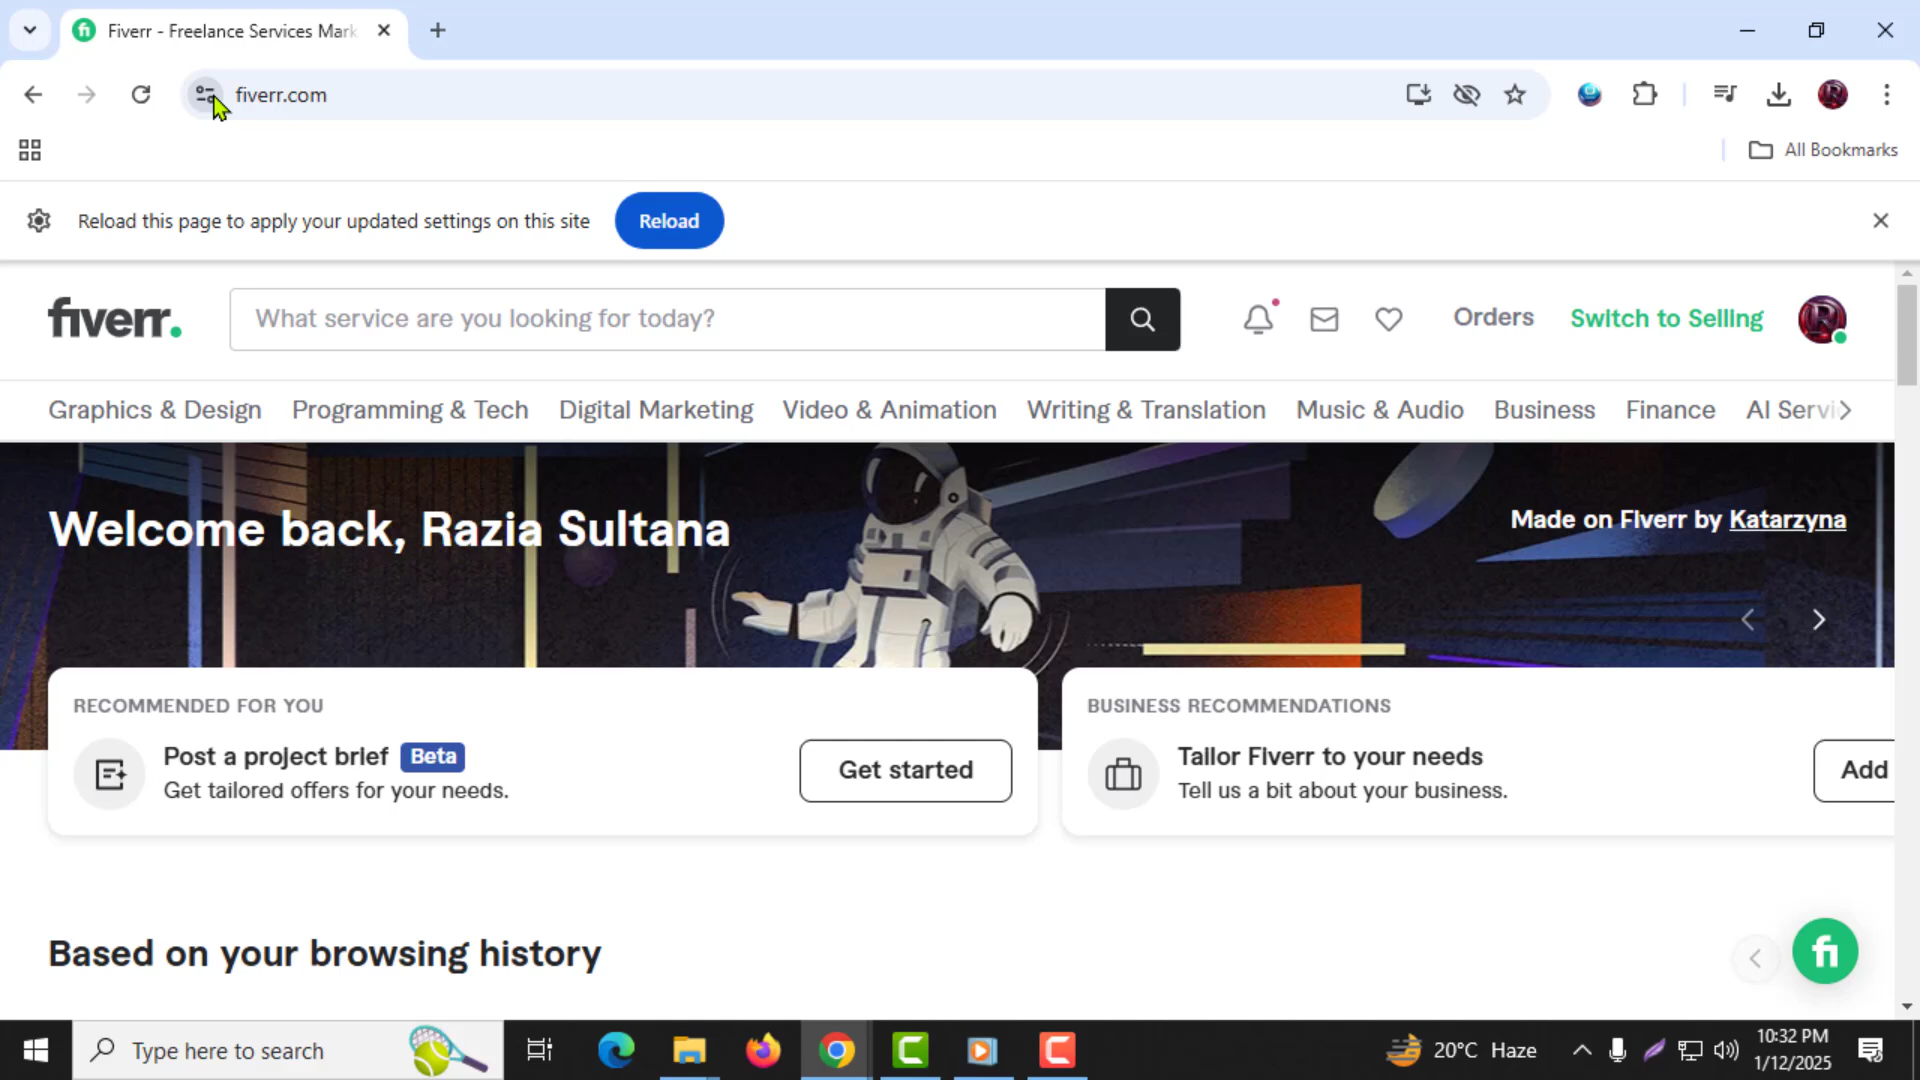 Fiverr - Freelance Services Mark
fiverr.com
All Bookmarks
Reload this page to apply your updated settings on this site
Reload
fiverr.
What service are you looking for today?
Orders
Switch to Selling
Graphics & Design
Programming & Tech
Digital Marketing
Video & Animation
Writing & Translation
Music & Audio
Business
Finance
AI Servi
Welcome back, Razia Sultana
Made on Fiverr by Katarzyna
RECOMMENDED FOR YOU
Post a project brief Beta
Get tailored offers for your needs.
Get started
BUSINESS RECOMMENDATIONS
Tailor Fiverr to your needs
Tell us a bit about your business.
Add
Based on your browsing history
fi
Type here to search
20°C Haze
10:32 PM
1/12/2025